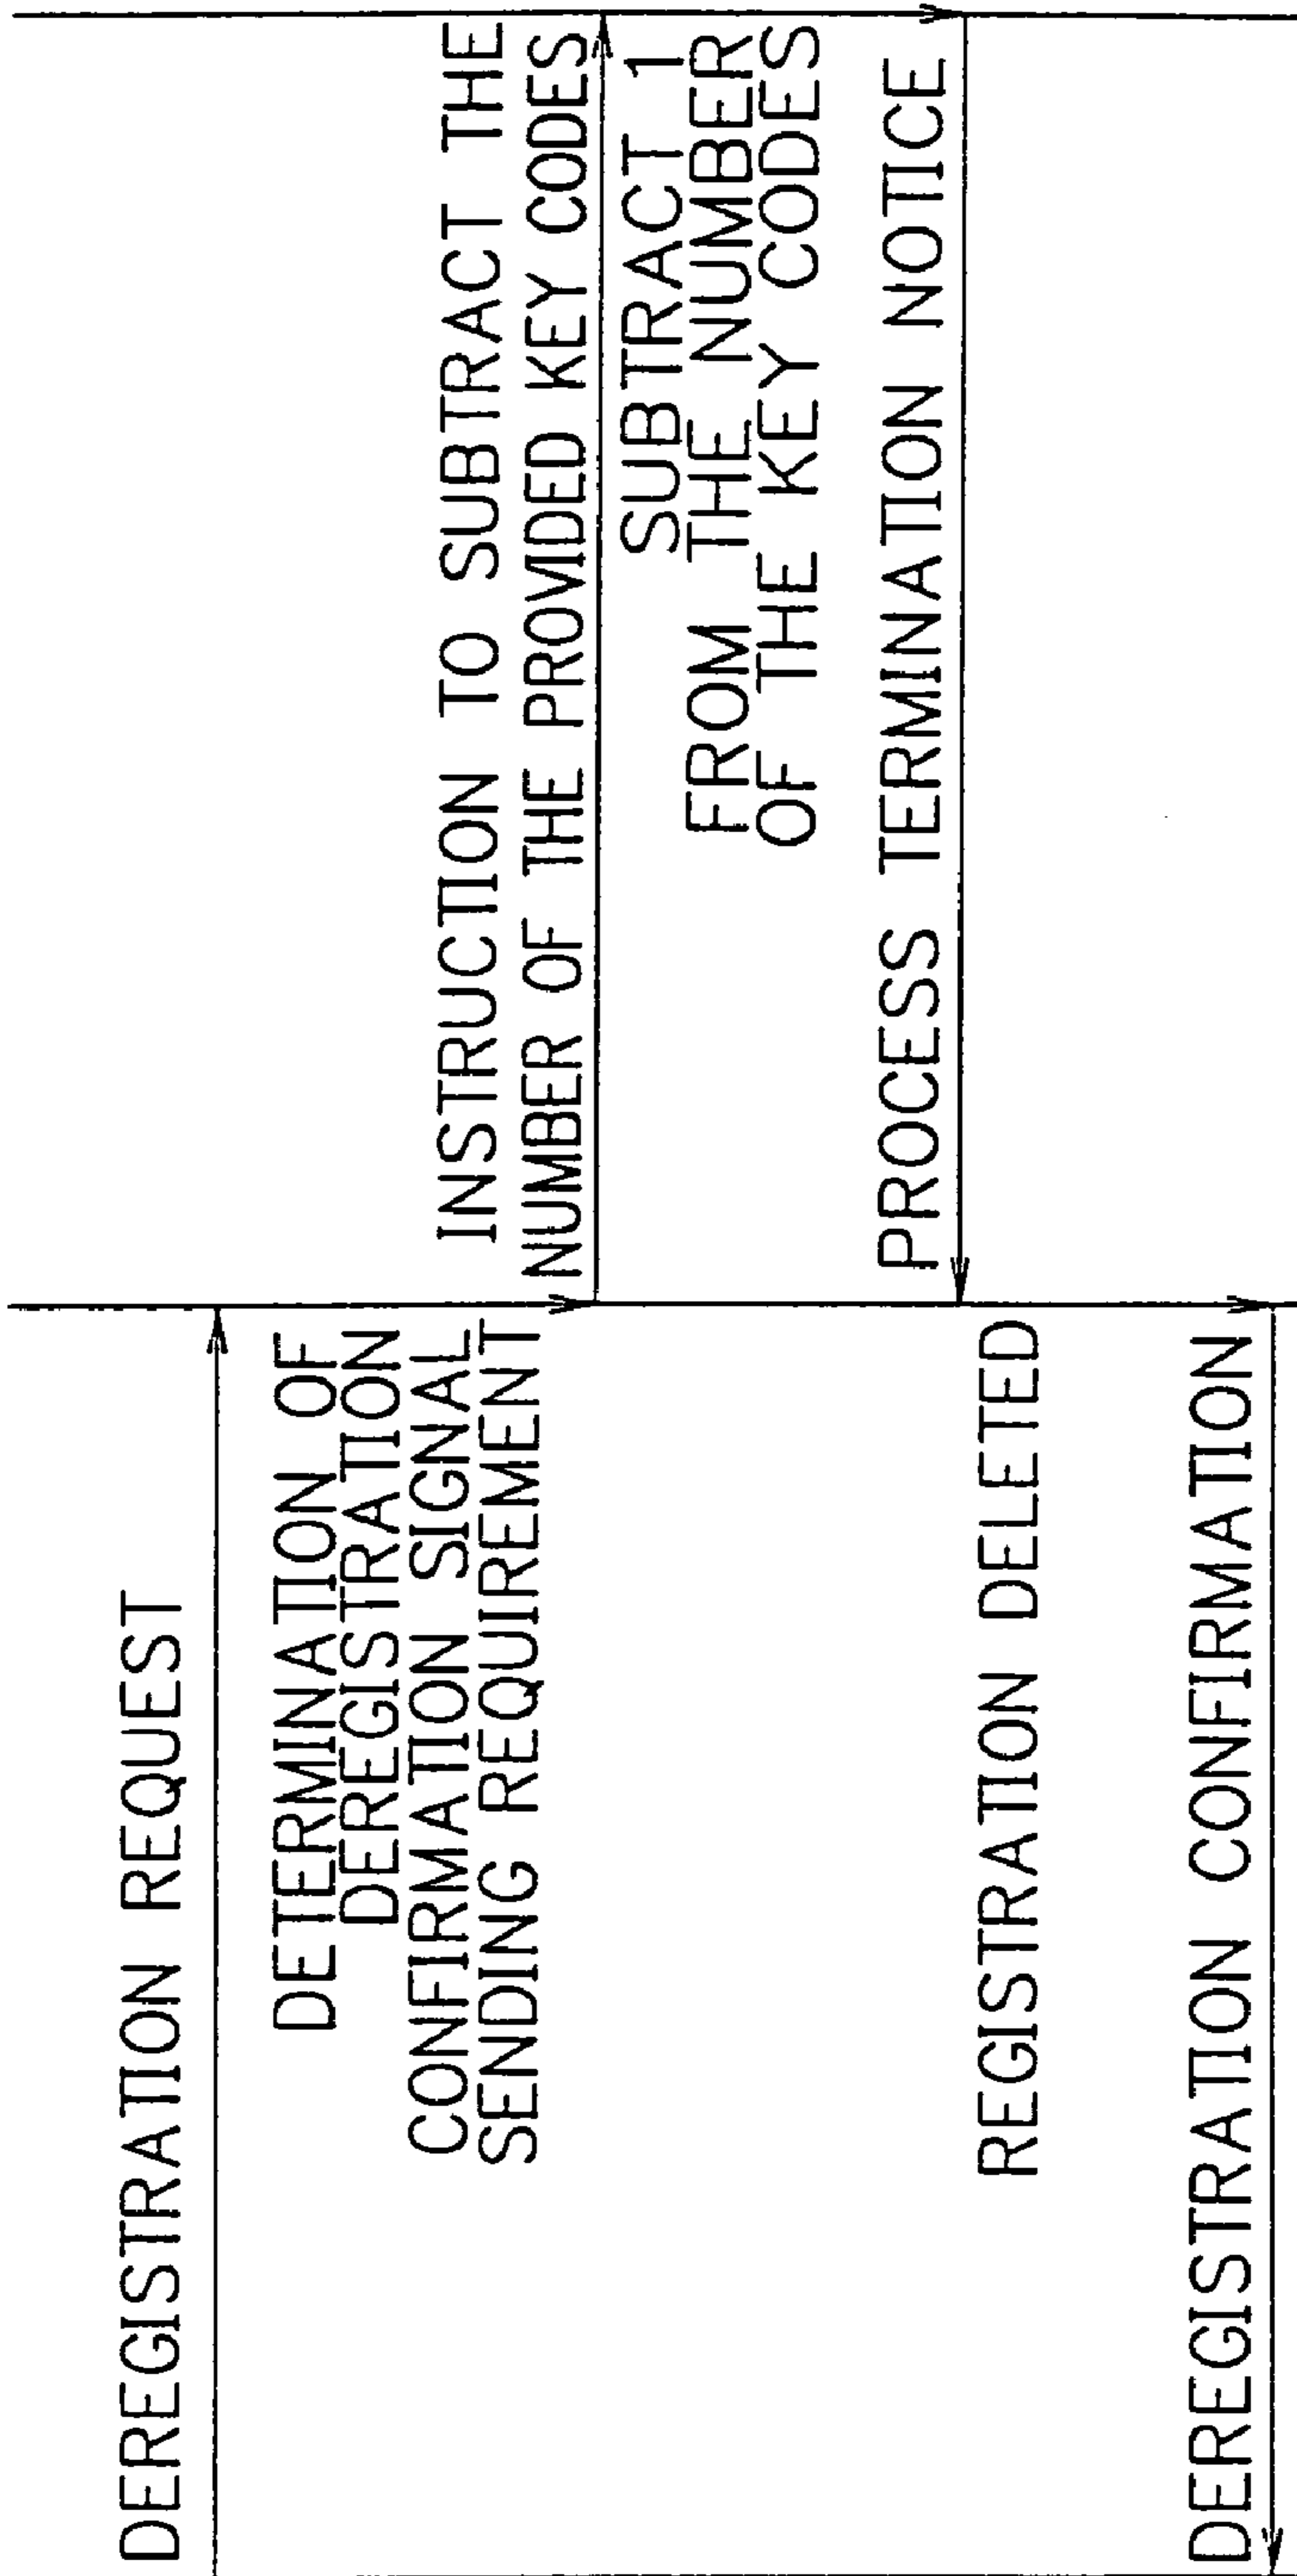 DEREGISTRATION REQUEST
DETERMINATION OF
DEREGISTRATION
CONFIRMATION SIGNAL
SENDING REQUIREMENT
INSTRUCTION TO SUBTRACT THE
NUMBER OF THE PROVIDED KEY CODES
SUBTRACT 1
FROM THE NUMBER
OF THE KEY CODES
PROCESS TERMINATION NOTICE
REGISTRATION DELETED
DEREGISTRATION CONFIRMATION